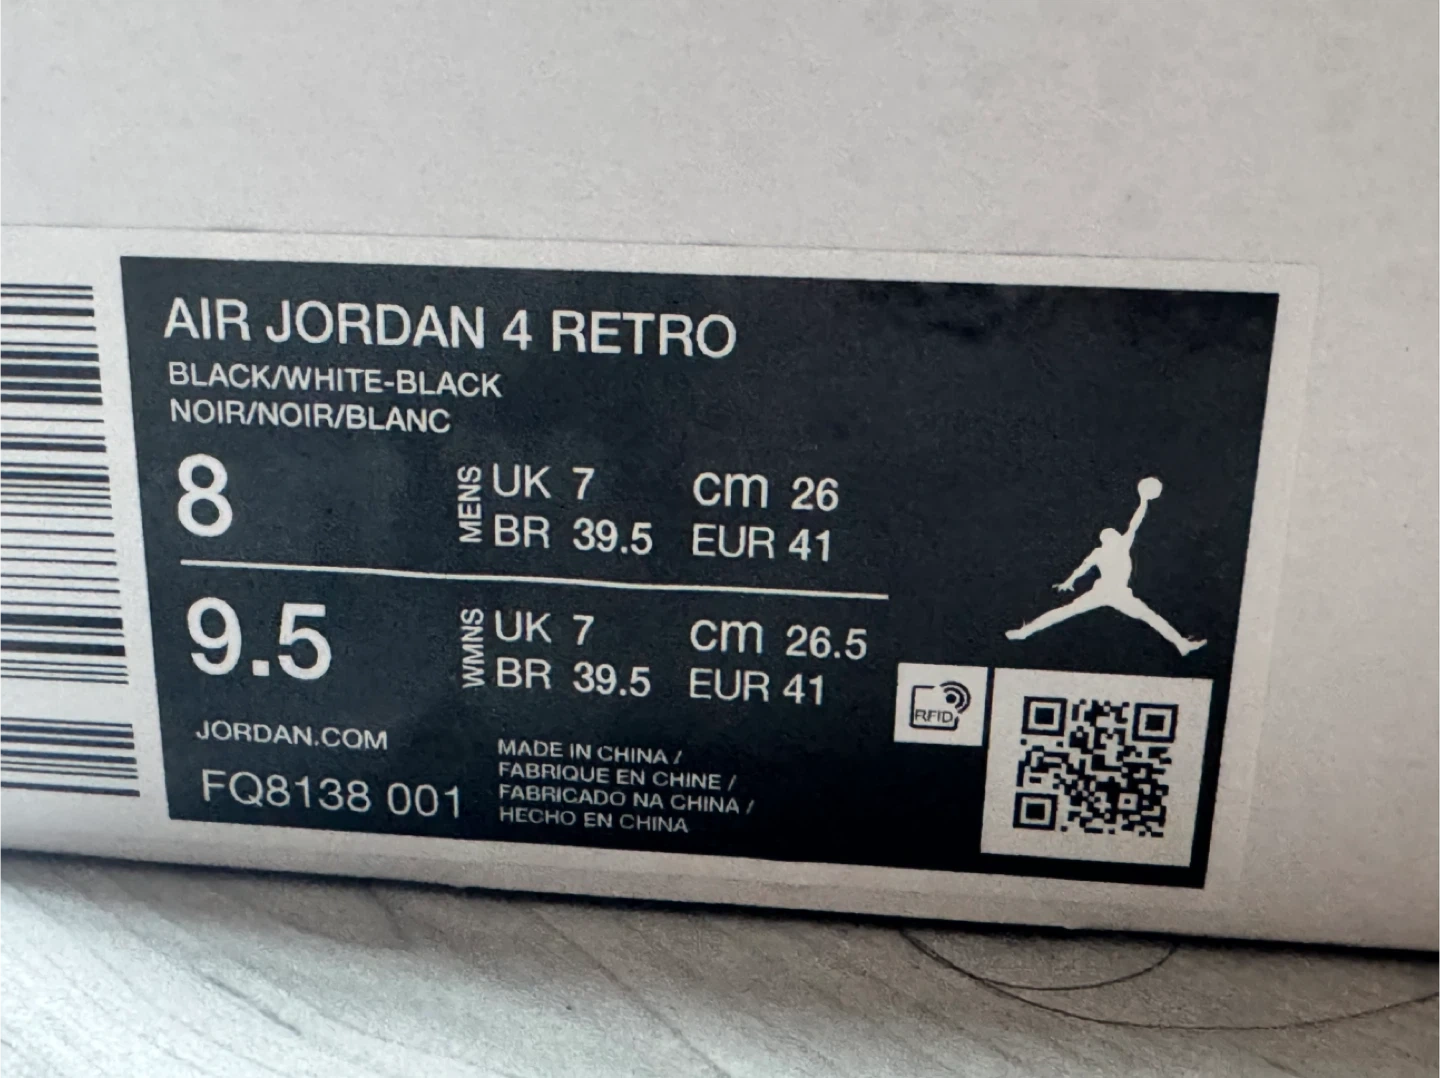 AIR JORDAN 4 RETRO
BLACK/WHITE-BLACK
NOIR/NOIR/BLANC
8 MENS UK 7 cm 26
BR 39.5 EUR 41
9.5 WMNS UK 7 cm 26.5
BR 39.5 EUR 41
RFID
JORDAN.COM
FQ8138 001
MADE IN CHINA /
FABRIQUE EN CHINE /
FABRICADO NA CHINA /
HECHO EN CHINA